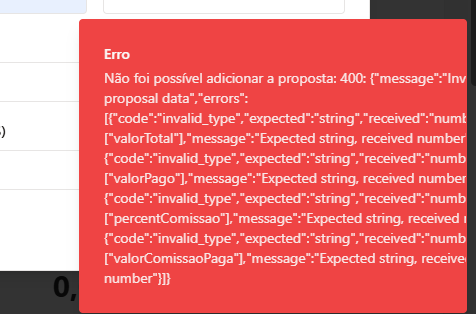 Erro
Não foi possível adicionar a proposta: 400: {"message":"Inv
proposal data","errors":
[{"code":"invalid_type","expected":"string","received":"numb
["valorTotal"],"message":"Expected string, received number
{"code":"invalid_type","expected":"string","received":"numb
["valorPago"],"message":"Expected string, received number
{"code":"invalid_type","expected":"string","received":"numb
["percentComissao"],"message":"Expected string, received n
{"code":"invalid_type","expected":"string","received":"numb
["valorComissaoPaga"],"message":"Expected string, received
number"}]}
)
0,